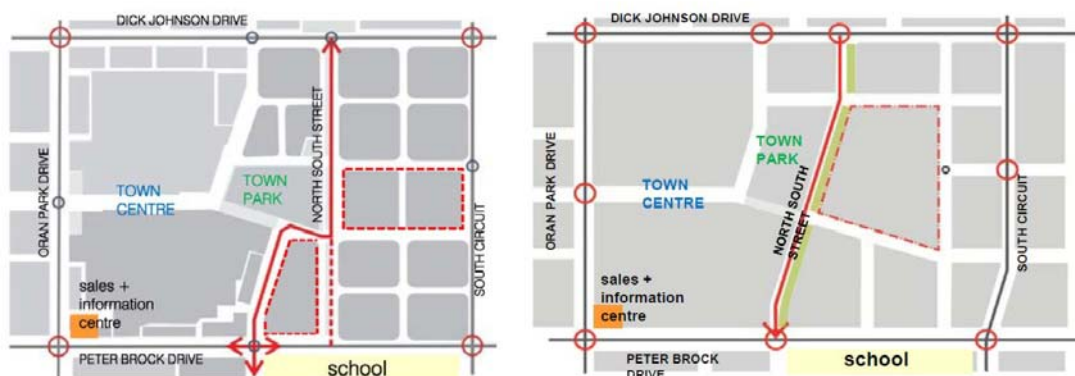 DICK JOHNSON DRIVE
ORAN PARK DRIVE
TOWN
CENTRE
TOWN
PARK
NORTH SOUTH STREET
SOUTH CIRCUIT
sales +
information
centre
PETER BROCK DRIVE
school
DICK JOHNSON DRIVE
ORAN PARK DRIVE
TOWN
CENTRE
TOWN
PARK
NORTH SOUTH
STREET
SOUTH CIRCUIT
sales +
information
centre
PETER BROCK
DRIVE
school